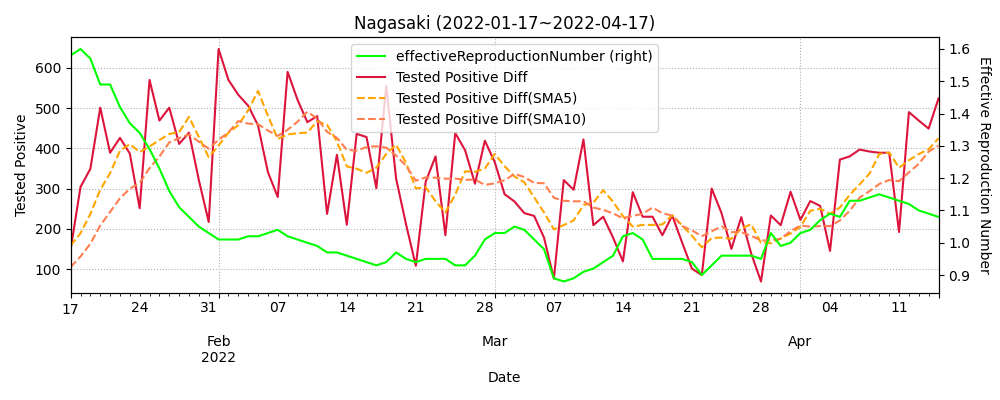 Nagasaki (2022-01-17~2022-04-17)
effectiveReproductionNumber (right)
Tested Positive Diff
Tested Positive Diff(SMA5)
Tested Positive Diff(SMA10)
Tested Positive
600
500
400
300
200
100
1.6
1.5
1.4
1.3
1.2
1.1
1.0
0.9
Effective Reproduction Number
17 24 31 07 14 21 28 07 14 21 28 04 11
Feb Mar Apr
2022
Date